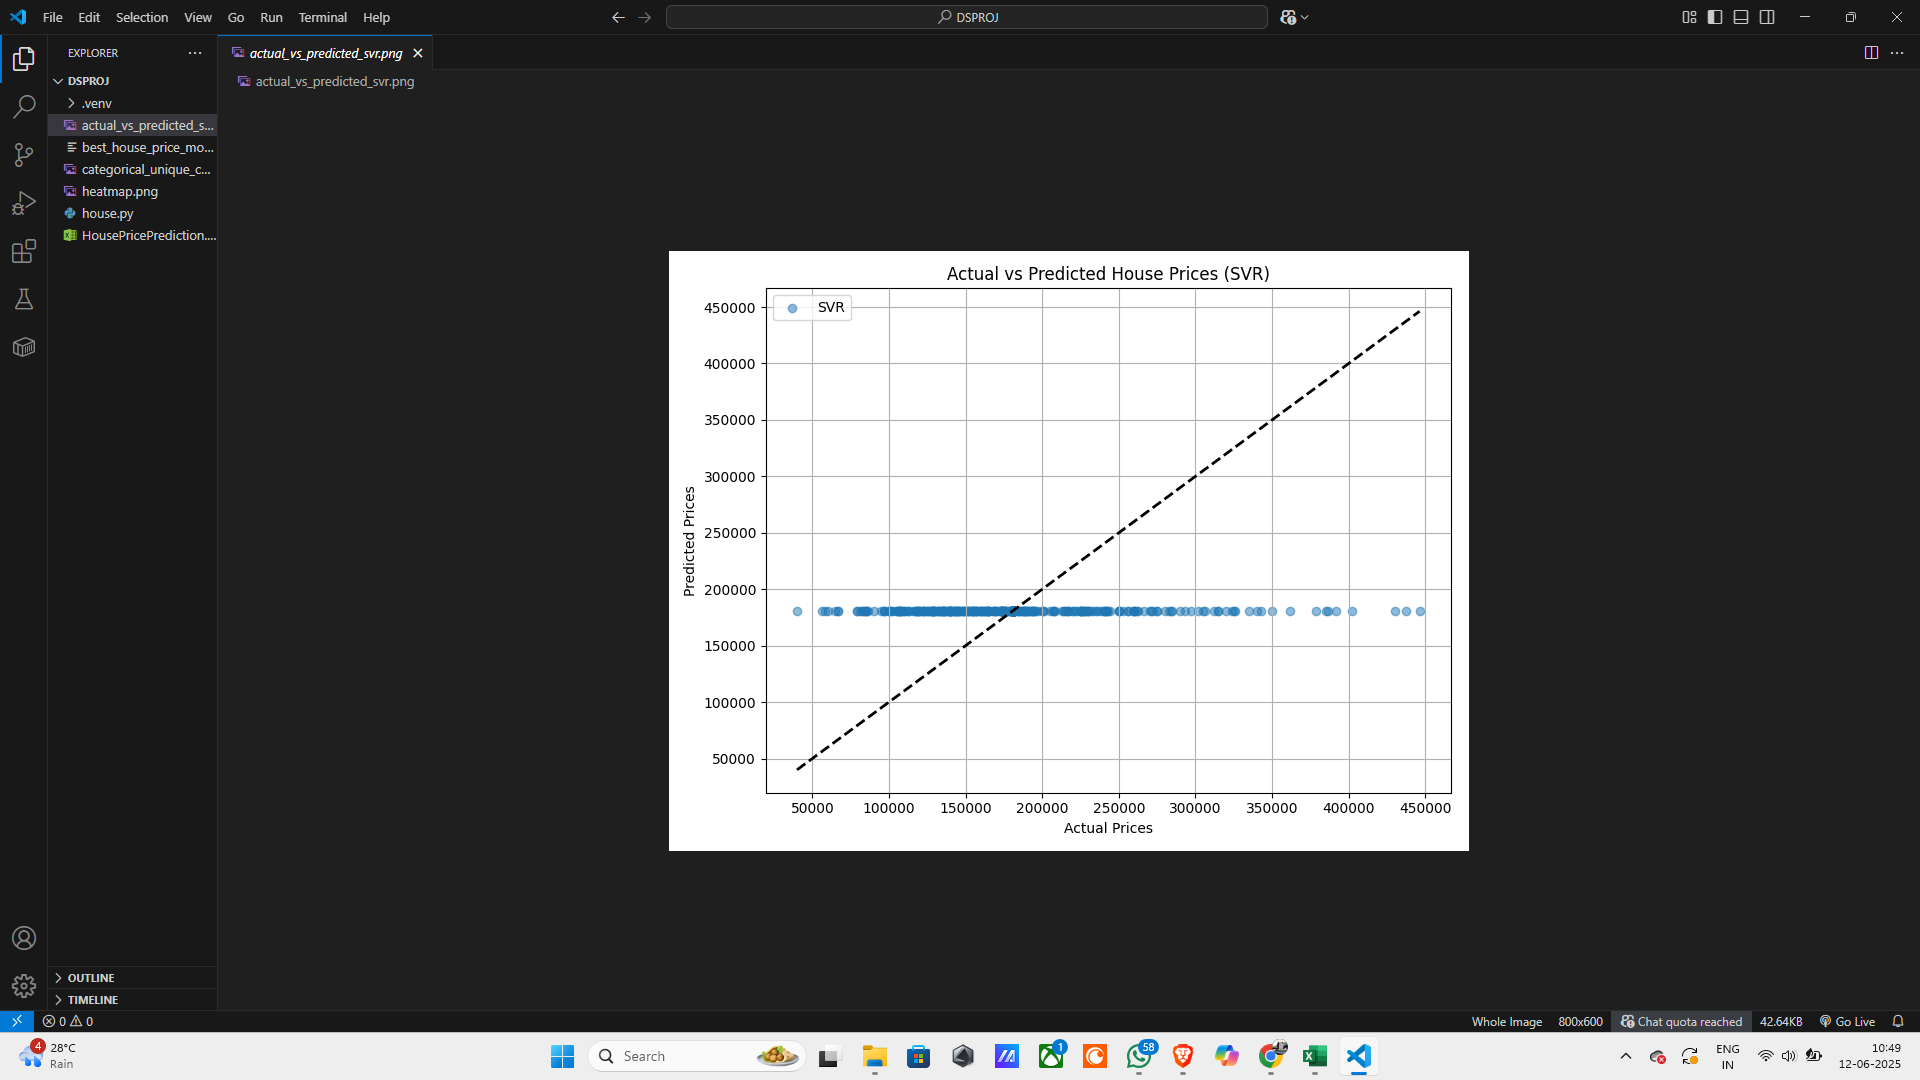 File Edit Selection View Go Run Terminal Help
DSPROJ
EXPLORER
DSPROJ
.venv
actual_vs_predicted_s...
best_house_price_mo...
categorical_unique_c...
heatmap.png
house.py
HousePricePrediction....
OUTLINE
TIMELINE
actual_vs_predicted_svr.png
actual_vs_predicted_svr.png
Actual vs Predicted House Prices (SVR)
SVR
450000
400000
350000
300000
250000
200000
150000
100000
50000
Predicted Prices
50000 100000 150000 200000 250000 300000 350000 400000 450000
Actual Prices
0 0
Whole Image 800x600 Chat quota reached 42.64KB Go Live
4
28°C
Rain
Search
1
58
ENG
IN
10:49
12-06-2025